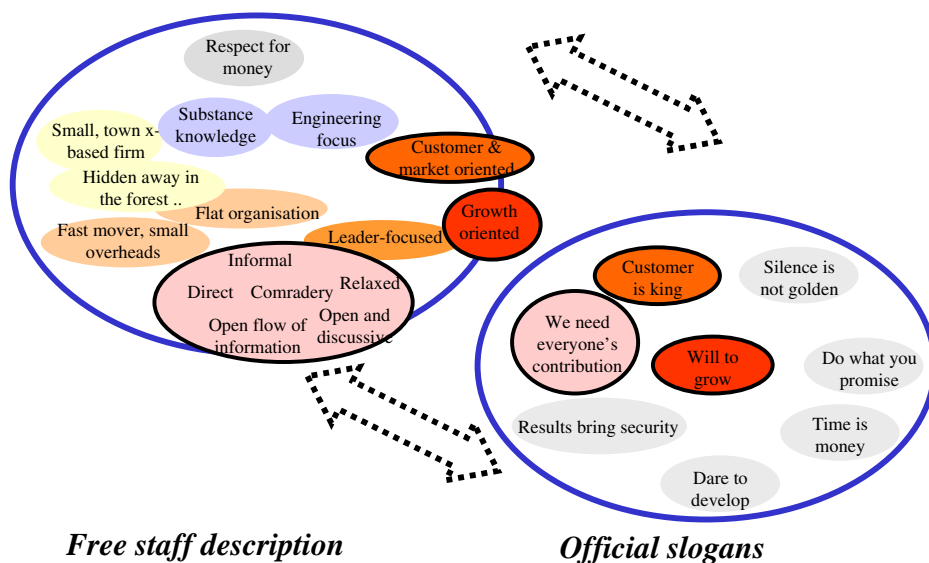 Respect for
money
Substance
knowledge
Engineering
focus
Small, town x-
based firm
Customer &
market oriented
Hidden away in
the forest ..
Flat organisation
Growth
oriented
Fast mover, small
overheads
Leader-focused
Informal
Relaxed
Direct
Comradery
Open flow of
information
Open and
discussive
Customer
is king
Silence is
not golden
We need
everyone’s
contribution
Will to
grow
Do what you
promise
Results bring security
Time is
money
Dare to
develop
Free staff description
Official slogans